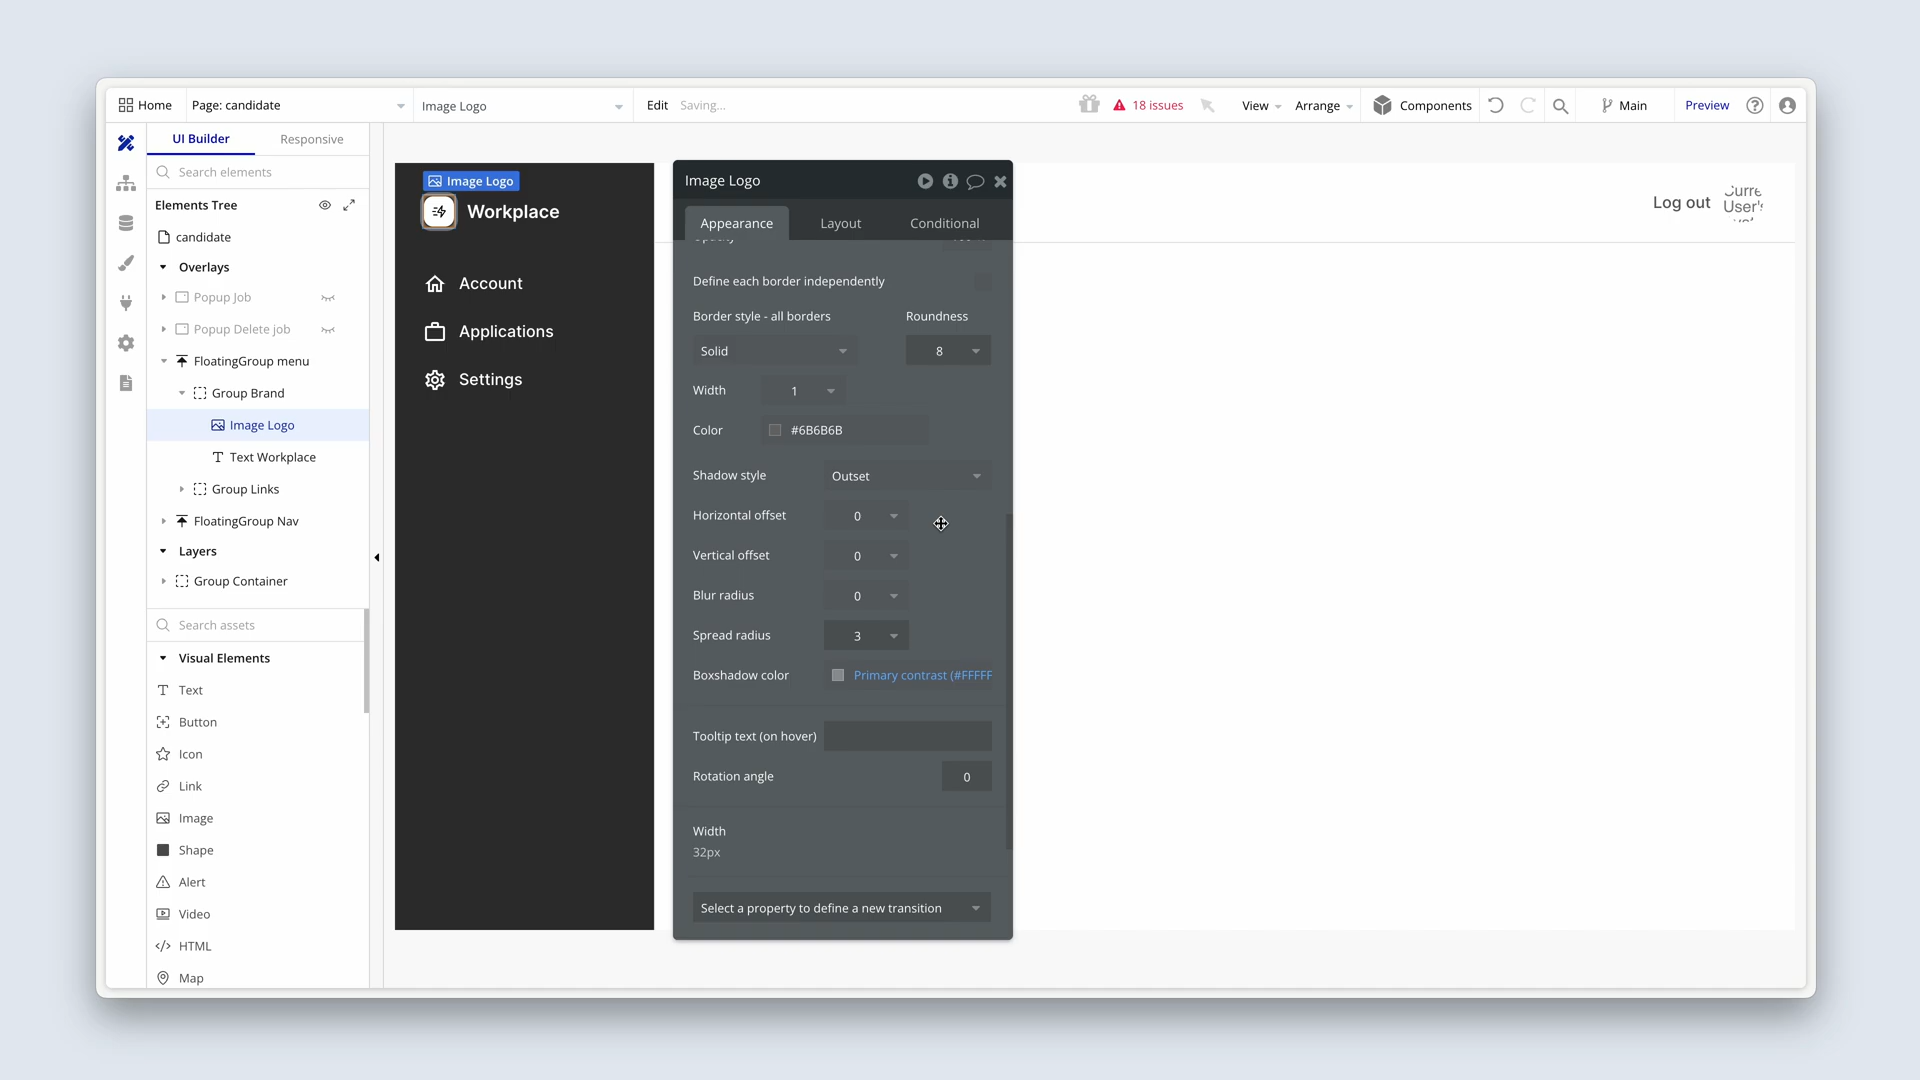 Home
Page: candidate
Image Logo
Edit
Saving...
18 issues
View
Arrange
Components
Main
Preview
UI Builder
Responsive
Search elements
Elements Tree
candidate
Overlays
Popup Job
Popup Delete job
FloatingGroup menu
Group Brand
Image Logo
Text Workplace
Group Links
FloatingGroup Nav
Layers
Group Container
Search assets
Visual Elements
Text
Button
Icon
Link
Image
Shape
Alert
Video
HTML
Map
Image Logo
Workplace
Account
Applications
Settings
Image Logo
Appearance
Layout
Conditional
Define each border independently
Border style - all borders
Roundness
Solid
8
Width
1
Color
#6B6B6B
Shadow style
Outset
Horizontal offset
0
Vertical offset
0
Blur radius
0
Spread radius
3
Boxshadow color
Primary contrast (#FFFFF
Tooltip text (on hover)
Rotation angle
0
Width
32px
Select a property to define a new transition
Log out
Curre
User's